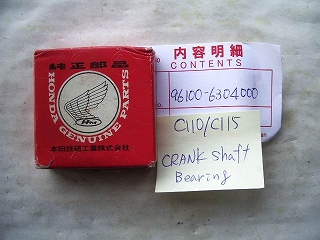 純正部品
HONDA GENUINE PARTS
本田技研工業株式会社
内容明細
CONTENTS
96100-6304000
C110/C115
CRANK Shaft
Bearing